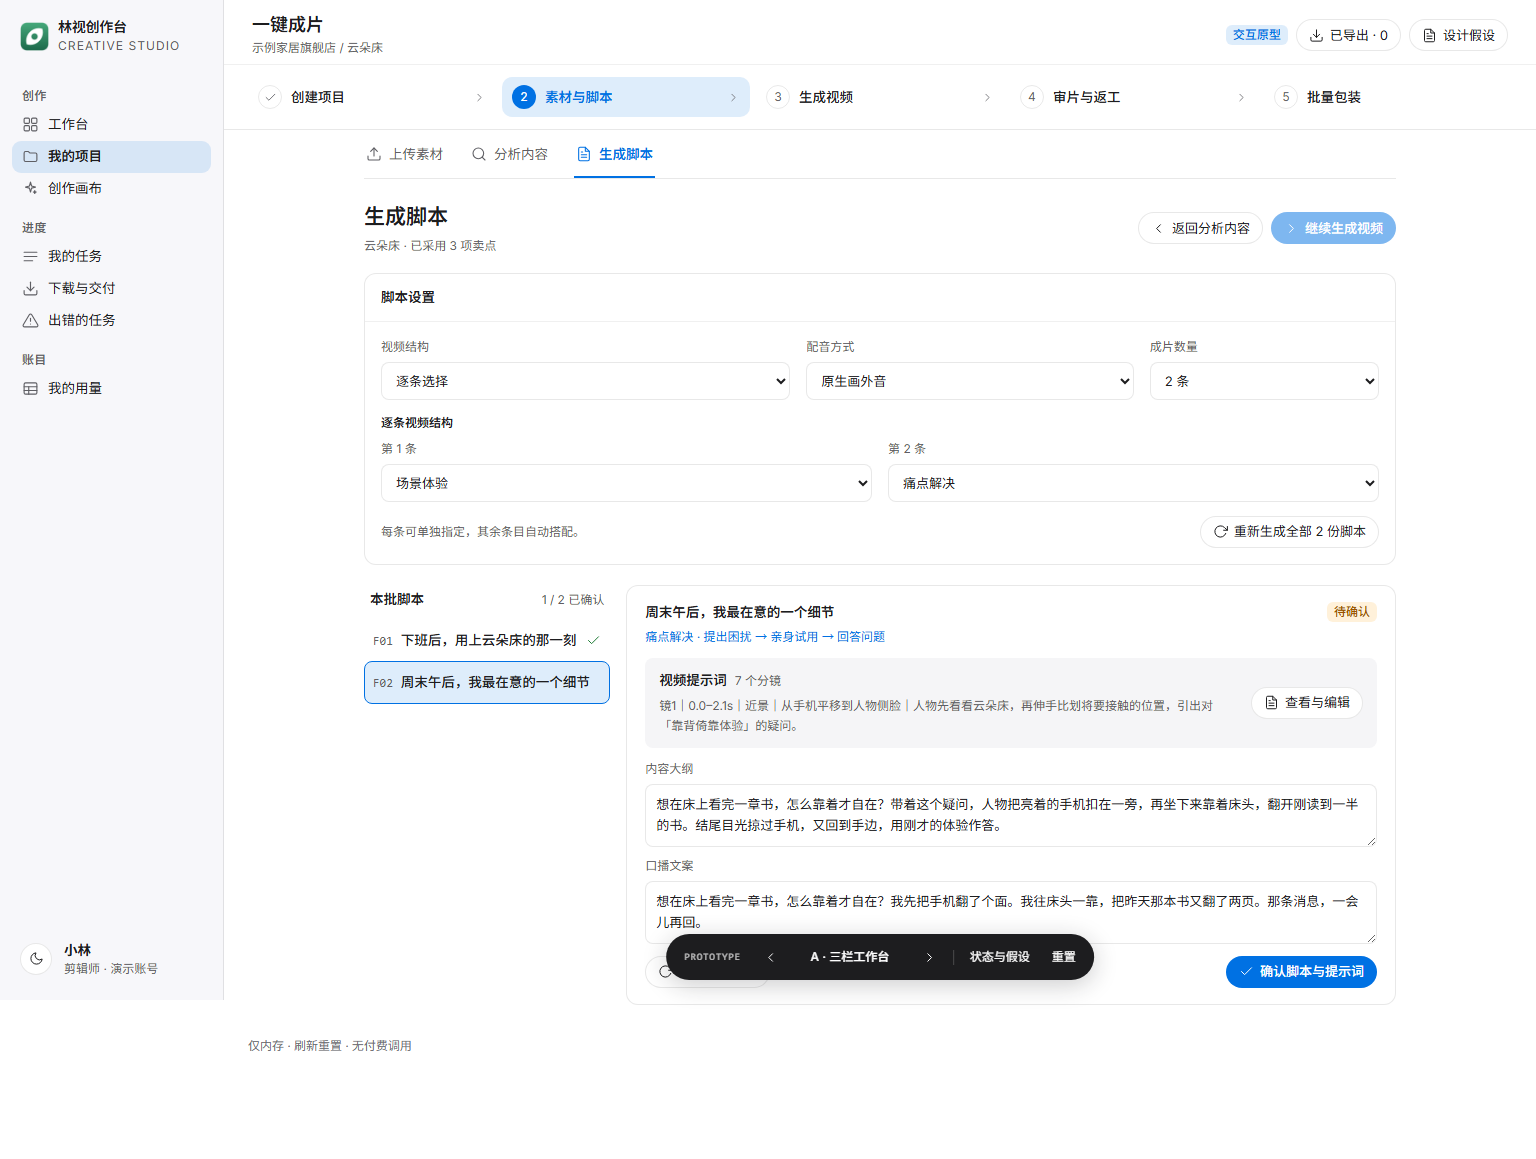 林视创作台
CREATIVE STUDIO
创作
工作台
我的项目
创作画布
进度
我的任务
下载与交付
出错的任务
账目
我的用量
小林
剪辑师 · 演示账号
一键成片
示例家居旗舰店 / 云朵床
交互原型
已导出 · 0
设计假设
创建项目
2 素材与脚本
3 生成视频
4 审片与返工
5 批量包装
上传素材
分析内容
生成脚本
生成脚本
云朵床 · 已采用 3 项卖点
返回分析内容
继续生成视频
脚本设置
视频结构
配音方式
成片数量
逐条选择
原生画外音
2 条
逐条视频结构
第 1 条
第 2 条
场景体验
痛点解决
每条可单独指定，其余条目自动搭配。
重新生成全部 2 份脚本
本批脚本
1 / 2 已确认
F01 下班后，用上云朵床的那一刻
F02 周末午后，我最在意的一个细节
周末午后，我最在意的一个细节
待确认
痛点解决 · 提出困扰 → 亲身试用 → 回答问题
视频提示词 7 个分镜
镜1｜0.0–2.1s｜近景｜从手机平移到人物侧脸｜人物先看看云朵床，再伸手比划将要接触的位置，引出对
「靠背倚靠体验」的疑问。
查看与编辑
内容大纲
想在床上看完一章书，怎么靠着才自在？带着这个疑问，人物把亮着的手机扣在一旁，再坐下来靠着床头，翻开刚读到一半
的书。结尾目光掠过手机，又回到手边，用刚才的体验作答。
口播文案
想在床上看完一章书，怎么靠着才自在？我先把手机翻了个面。我往床头一靠，把昨天那本书又翻了两页。那条消息，一会
儿再回。
PROTOTYPE
A · 三栏工作台
状态与假设
重置
确认脚本与提示词
仅内存 · 刷新重置 · 无付费调用